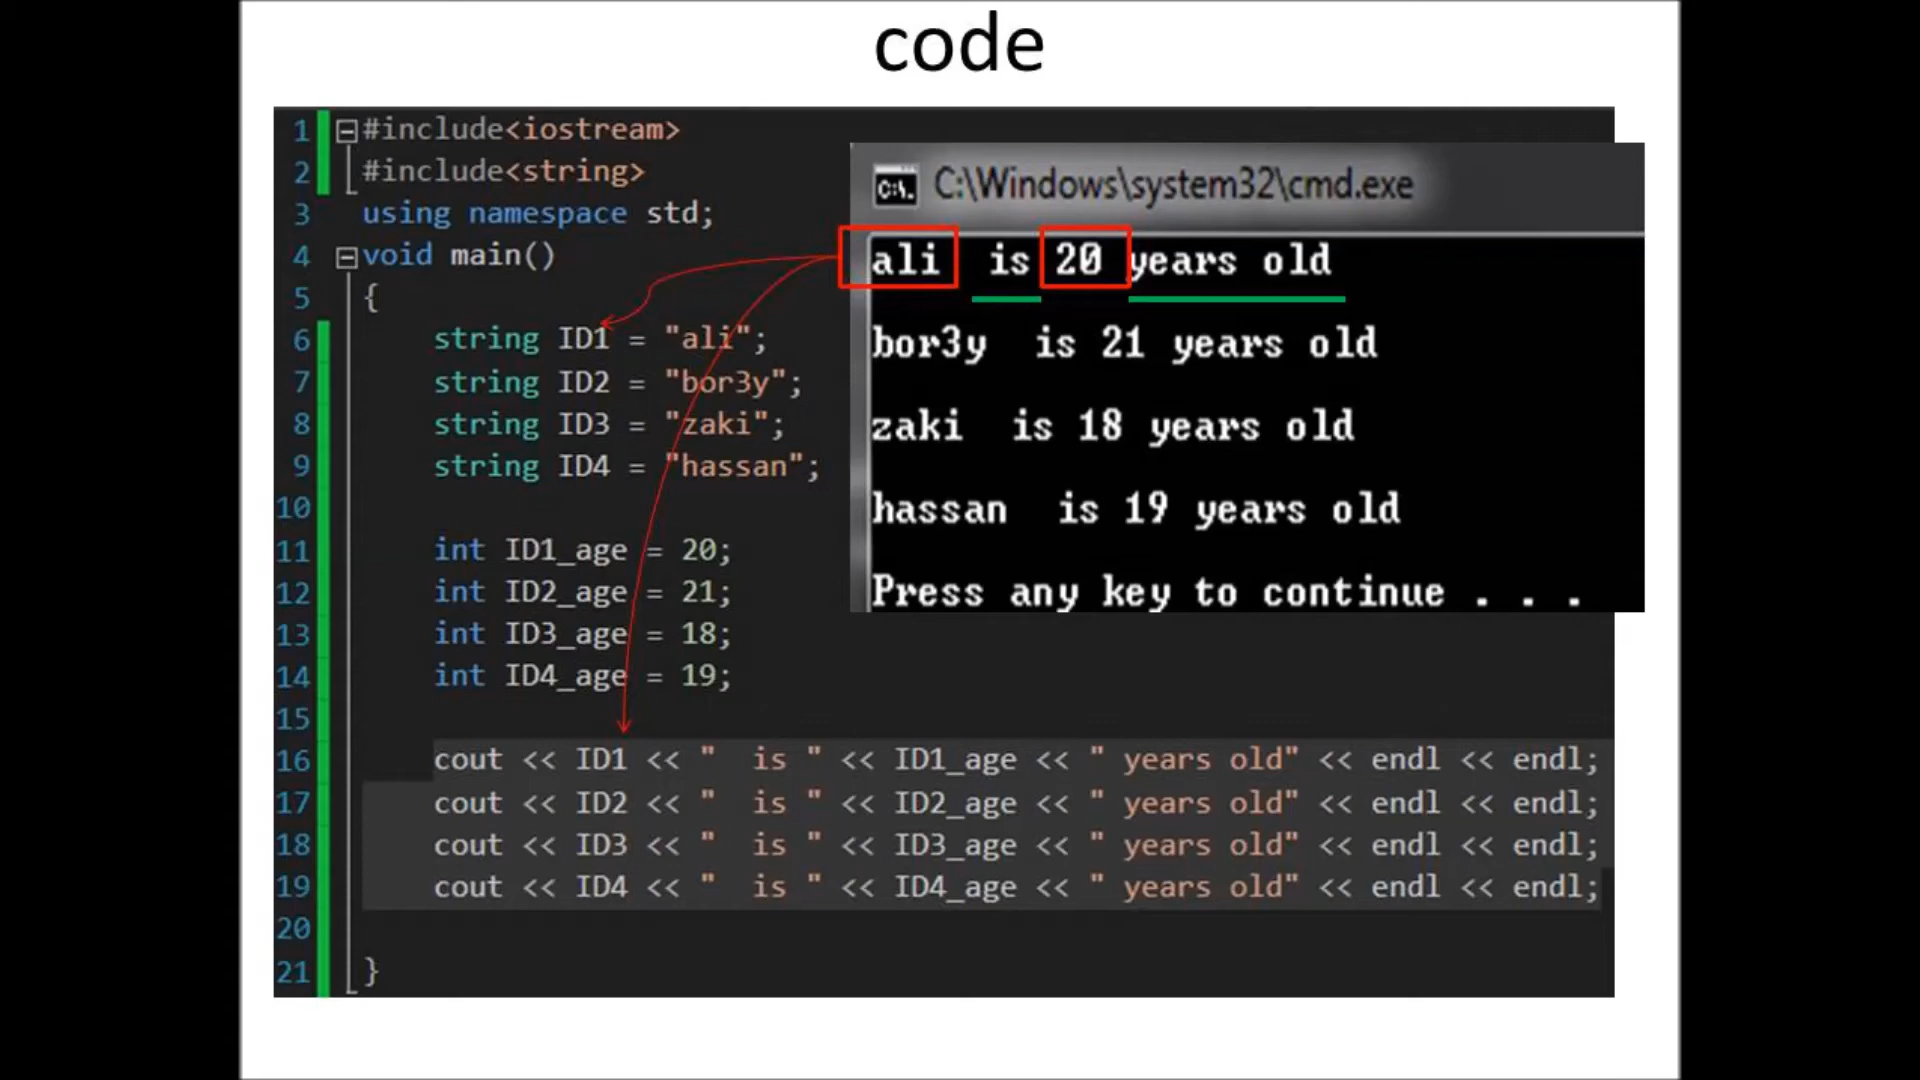 code
1 #include<iostream>
2 #include<string>
3 using namespace std;
4 void main()
5 {
6 string ID1 = "ali";
7 string ID2 = "bor3y";
8 string ID3 = "zaki";
9 string ID4 = "hassan";
10
11 int ID1_age = 20;
12 int ID2_age = 21;
13 int ID3_age = 18;
14 int ID4_age = 19;
15
16 cout << ID1 << "  is " << ID1_age << " years old" << endl << endl;
17 cout << ID2 << "  is " << ID2_age << " years old" << endl << endl;
18 cout << ID3 << "  is " << ID3_age << " years old" << endl << endl;
19 cout << ID4 << "  is " << ID4_age << " years old" << endl << endl;
20
21 }
C:\Windows\system32\cmd.exe
ali  is 20 years old
bor3y  is 21 years old
zaki  is 18 years old
hassan  is 19 years old
Press any key to continue . . .